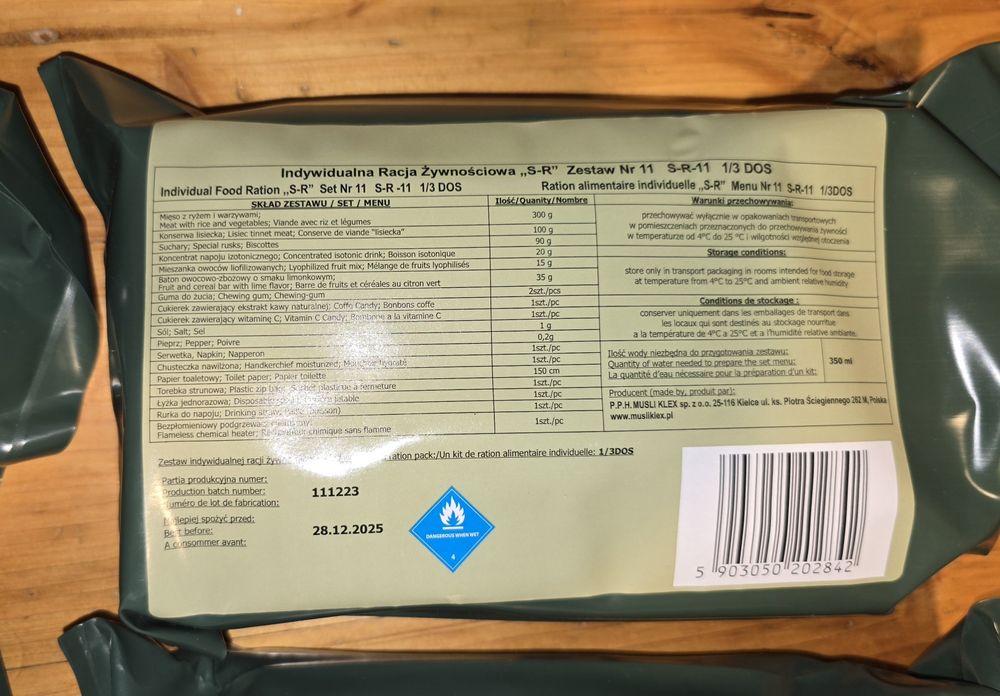 Indywidualna Racja Żywnościowa „S-R” Zestaw Nr 11 S-R-11 1/3 DOS
Individual Food Ration „S-R” Set Nr 11 S-R -11 1/3 DOS
Ration alimentaire individuelle „S-R” Menu Nr 11 S-R-11 1/3DOS
SKŁAD ZESTAWU / SET / MENU
Ilość/Quanity/Nombre
Mięso z ryżem i warzywami;
Meat with rice and vegetables; Viande avec riz et légumes
300 g
Konserwa lisiecka; Lisiec tinnet meat; Conserve de viande "lisiecka"
100 g
Suchary; Special rusks; Biscottes
90 g
Koncentrat napoju izotonicznego; Concentrated isotonic drink; Boisson isotonique
20 g
Mieszanka owoców liofilizowanych; Lyophilized fruit mix; Mélange de fruits lyophilisés
15 g
Baton owocowo-zbożowy o smaku limonkowym;
Fruit and cereal bar with lime flavor; Barre de fruits et céréales au citron vert
35 g
Guma do żucia; Chewing gum; Chewing-gum
2szt./pcs
Cukierek zawierający ekstrakt kawy naturalnej; Coffe Candy; Bonbons coffe
1szt./pc
Cukierek zawierający witaminę C; Vitamin C Candy; Bombone a la vitamine C
1szt./pc
Sól; Salt; Sel
1 g
Pieprz; Pepper; Poivre
0,2g
Serwetka, Napkin; Napperon
1szt./pc
Chusteczka nawilżona; Handkerchief moisturized;
1szt./pc
Papier toaletowy; Toilet paper; Papier toilette
150 cm
Torebka strunowa; Plastic zip bag; Sachet plastique à fermeture
1szt./pc
Łyżka jednorazowa; Disposable
1szt./pc
Rurka do napoju; Drinking straw;
1szt./pc
Bezpłomieniowy podgrzewacz chemiczny;
Flameless chemical heater; chimique sans flamme
1szt./pc
Warunki przechowywania:
przechowywać wyłącznie w opakowaniach transportowych
w pomieszczeniach przeznaczonych do przechowywania żywności
w temperaturze od 4°C do 25 °C i wilgotności względnej otoczenia
Storage conditions:
store only in transport packaging in rooms intended for food storage
at temperature from 4°C to 25°C and ambient relative humidity
Conditions de stockage :
conserver uniquement dans les emballages de transport dans
les locaux qui sont destinés au stockage nourritue
a la température de 4°C a 25°C et a l'humidité relative ambiante.
Ilość wody niezbędna do przygotowania zestawu:
Quantity of water needed to prepare the set menu:
La quantité d'eau nécessaire pour la préparation d'un kit:
350 ml
Producent (made by, produit par):
P.P.H. MUSLI KLEX sp. z o.o. 25-116 Kielce ul. ks. Piotra Ściegiennego 262 M, Polska
www.musliklex.pl
Zestaw indywidualnej racji ration pack:/Un kit de ration alimentaire individuelle: 1/3DOS
Partia produkcyjna numer:
Production batch number:
Numéro de lot de fabrication:
111223
Najlepiej spożyć przed:
Best before:
A consommer avant:
28.12.2025
DANGEROUS WHEN WET
4
5 903050 202842